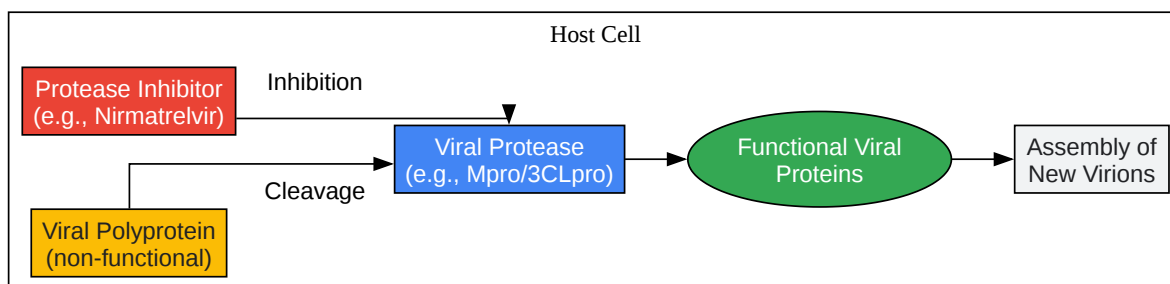 Host Cell
Protease Inhibitor
(e.g., Nirmatrelvir)
Inhibition
Viral Protease
(e.g., Mpro/3CLpro)
Functional Viral
Proteins
Assembly of
New Virions
Cleavage
Viral Polyprotein
(non-functional)